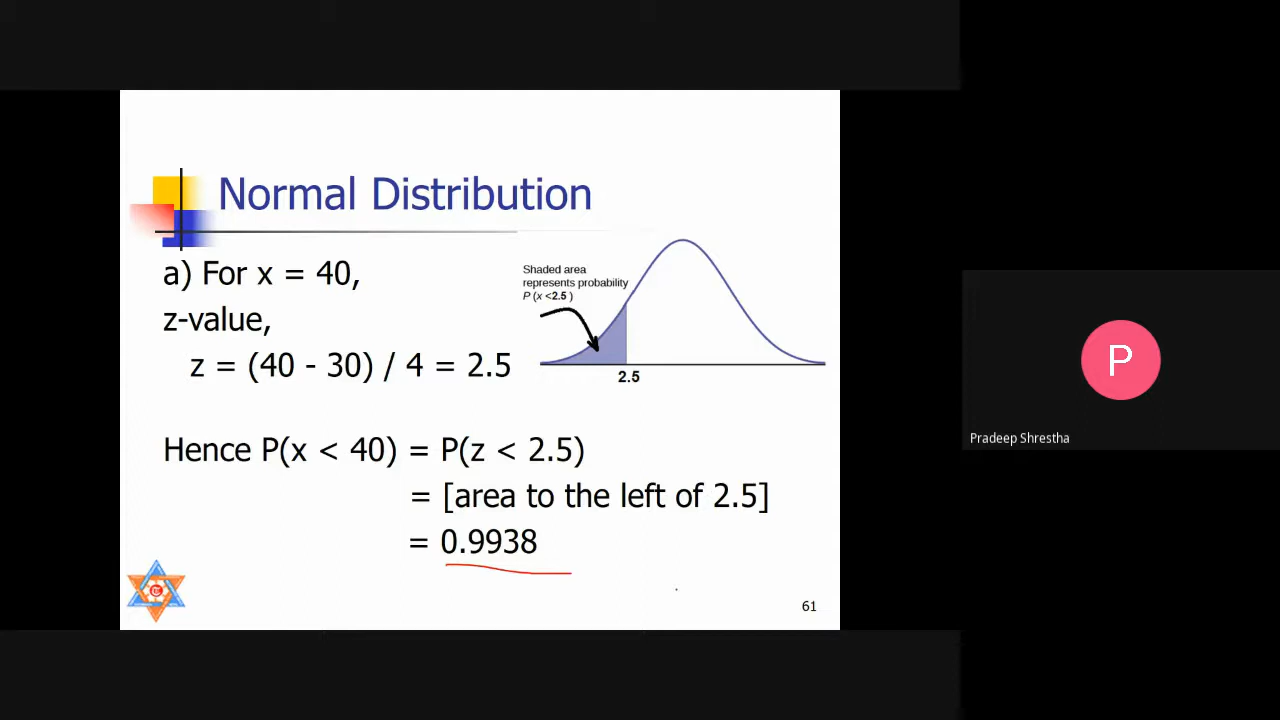 Normal Distribution
a) For x = 40,
z-value,
z = (40 - 30) / 4 = 2.5
Shaded area
represents probability
P (x <2.5 )
2.5
Hence P(x < 40) = P(z < 2.5)
= [area to the left of 2.5]
= 0.9938
61
P
Pradeep Shrestha